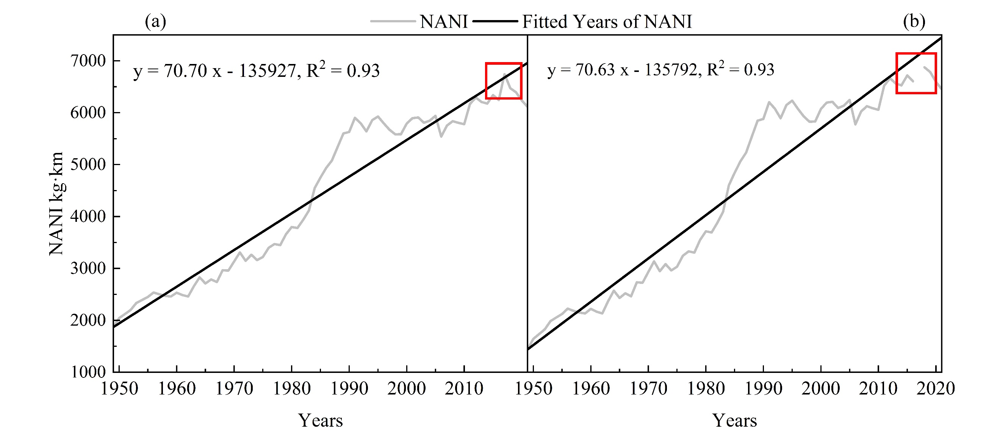 (a)
NANI
Fitted Years of NANI
(b)
y = 70.70 x - 135927, R² = 0.93
y = 70.63 x - 135792, R² = 0.93
NANI kg·km
7000
6000
5000
4000
3000
2000
1000
1950 1960 1970 1980 1990 2000 2010
1950 1960 1970 1980 1990 2000 2010 2020
Years
Years